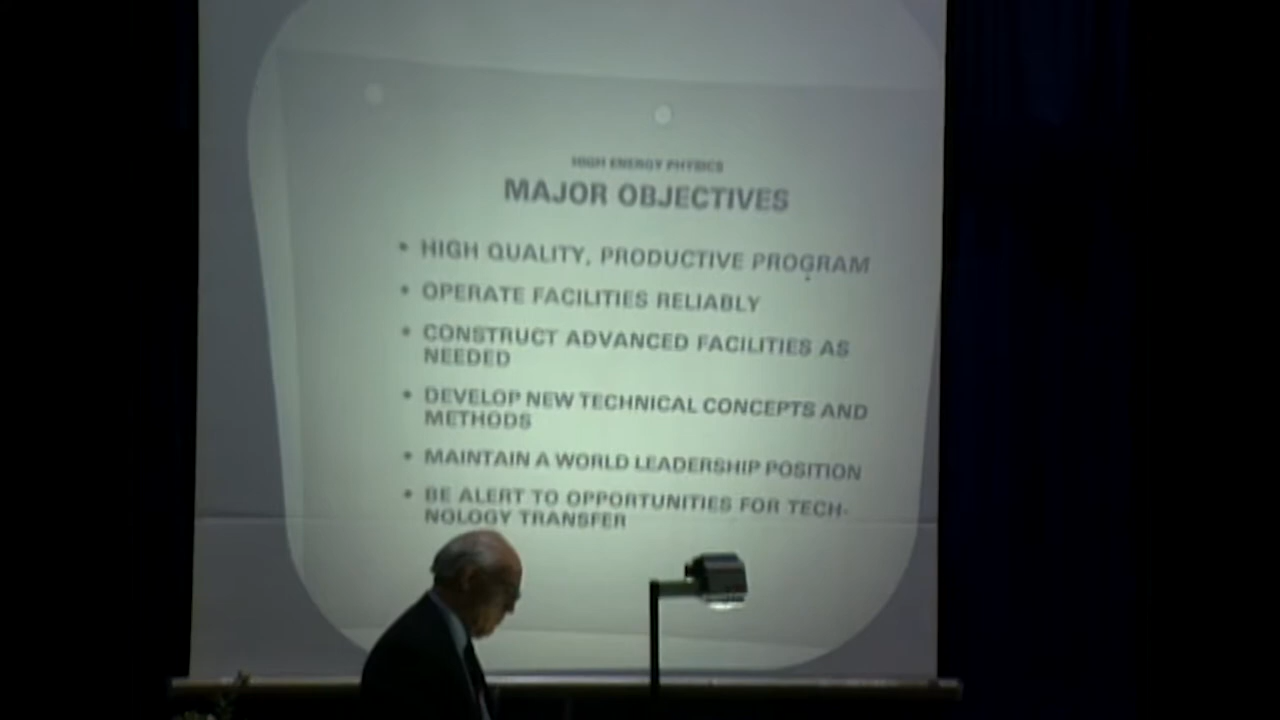 HIGH ENERGY PHYSICS
MAJOR OBJECTIVES
• HIGH QUALITY, PRODUCTIVE PROGRAM
• OPERATE FACILITIES RELIABLY
• CONSTRUCT ADVANCED FACILITIES AS
NEEDED
• DEVELOP NEW TECHNICAL CONCEPTS AND
METHODS
• MAINTAIN A WORLD LEADERSHIP POSITION
• BE ALERT TO OPPORTUNITIES FOR TECH-
NOLOGY TRANSFER